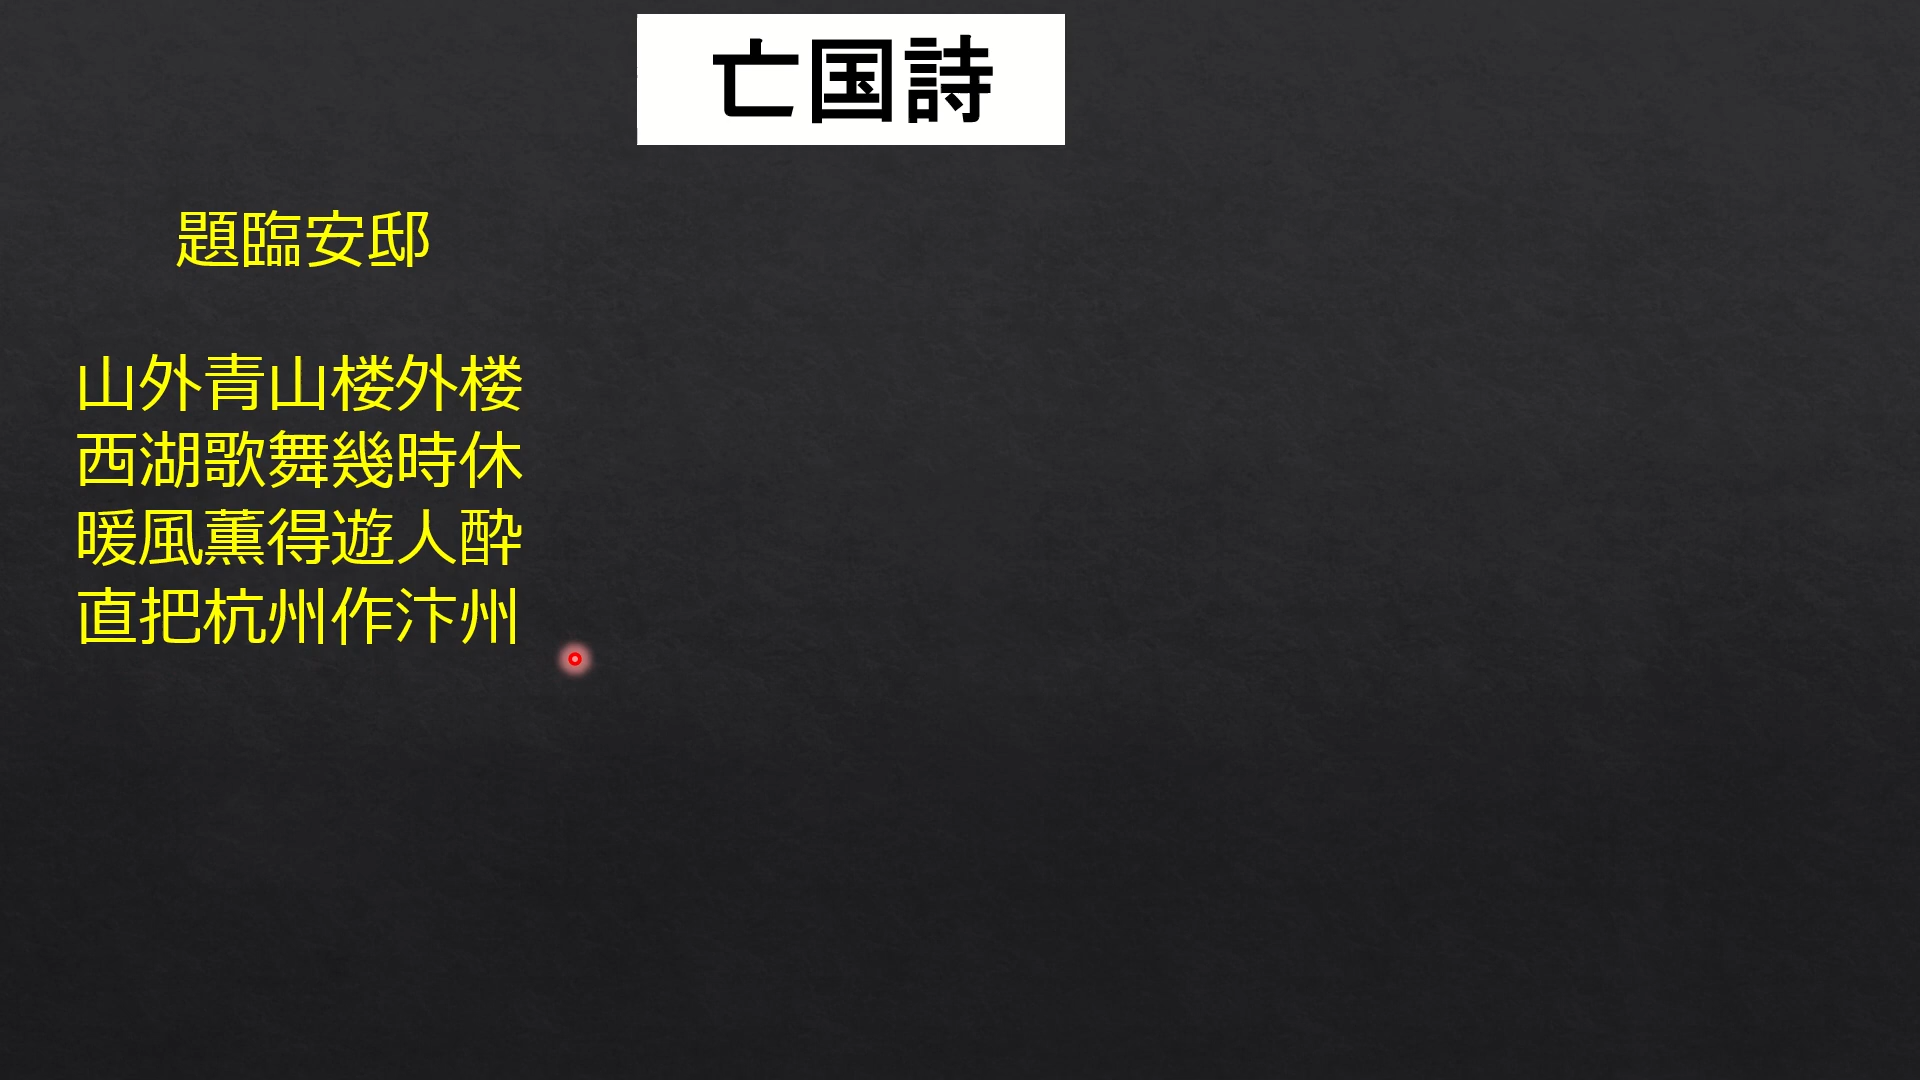 亡国詩
題臨安邸
山外青山楼外楼
西湖歌舞幾時休
暖風薫得遊人酔
直把杭州作汴州